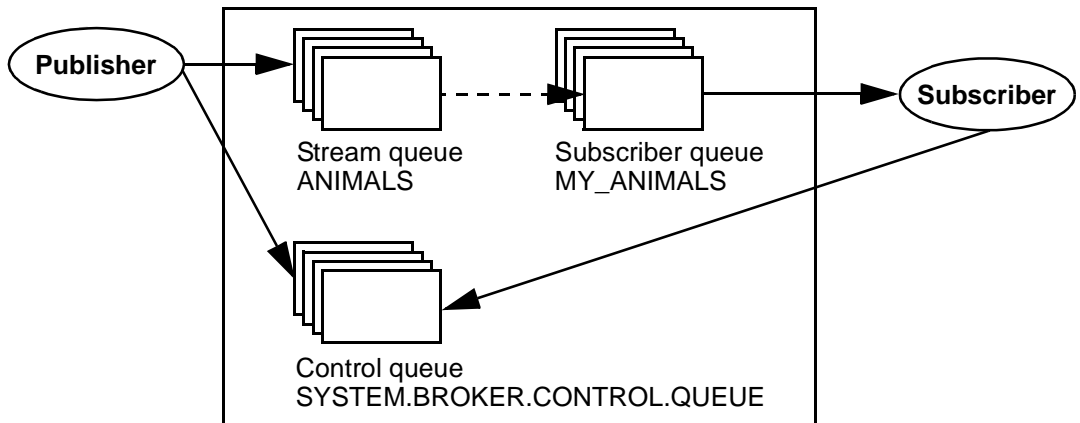 Publisher
Subscriber
Stream queue
ANIMALS
Subscriber queue
MY_ANIMALS
Control queue
SYSTEM.BROKER.CONTROL.QUEUE